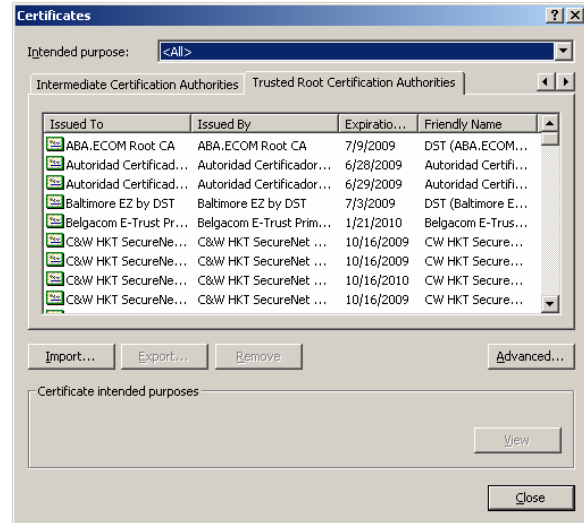 Certificates
Intended purpose: <All>
Intermediate Certification Authorities Trusted Root Certification Authorities
Issued To Issued By Expiratio... Friendly Name
ABA.ECOM Root CA ABA.ECOM Root CA 7/9/2009 DST (ABA.ECOM...
Autoridad Certificad... Autoridad Certificador... 6/28/2009 Autoridad Certifi...
Autoridad Certificad... Autoridad Certificador... 6/29/2009 Autoridad Certifi...
Baltimore EZ by DST Baltimore EZ by DST 7/3/2009 DST (Baltimore E...
Belgacom E-Trust Pr... Belgacom E-Trust Prim... 1/21/2010 Belgacom E-Trus...
C&W HKT SecureNe... C&W HKT SecureNet ... 10/16/2009 CW HKT Secure...
C&W HKT SecureNe... C&W HKT SecureNet ... 10/16/2009 CW HKT Secure...
C&W HKT SecureNe... C&W HKT SecureNet ... 10/16/2010 CW HKT Secure...
C&W HKT SecureNe... C&W HKT SecureNet ... 10/16/2009 CW HKT Secure...
Import... Export... Remove Advanced...
Certificate intended purposes
View
Close